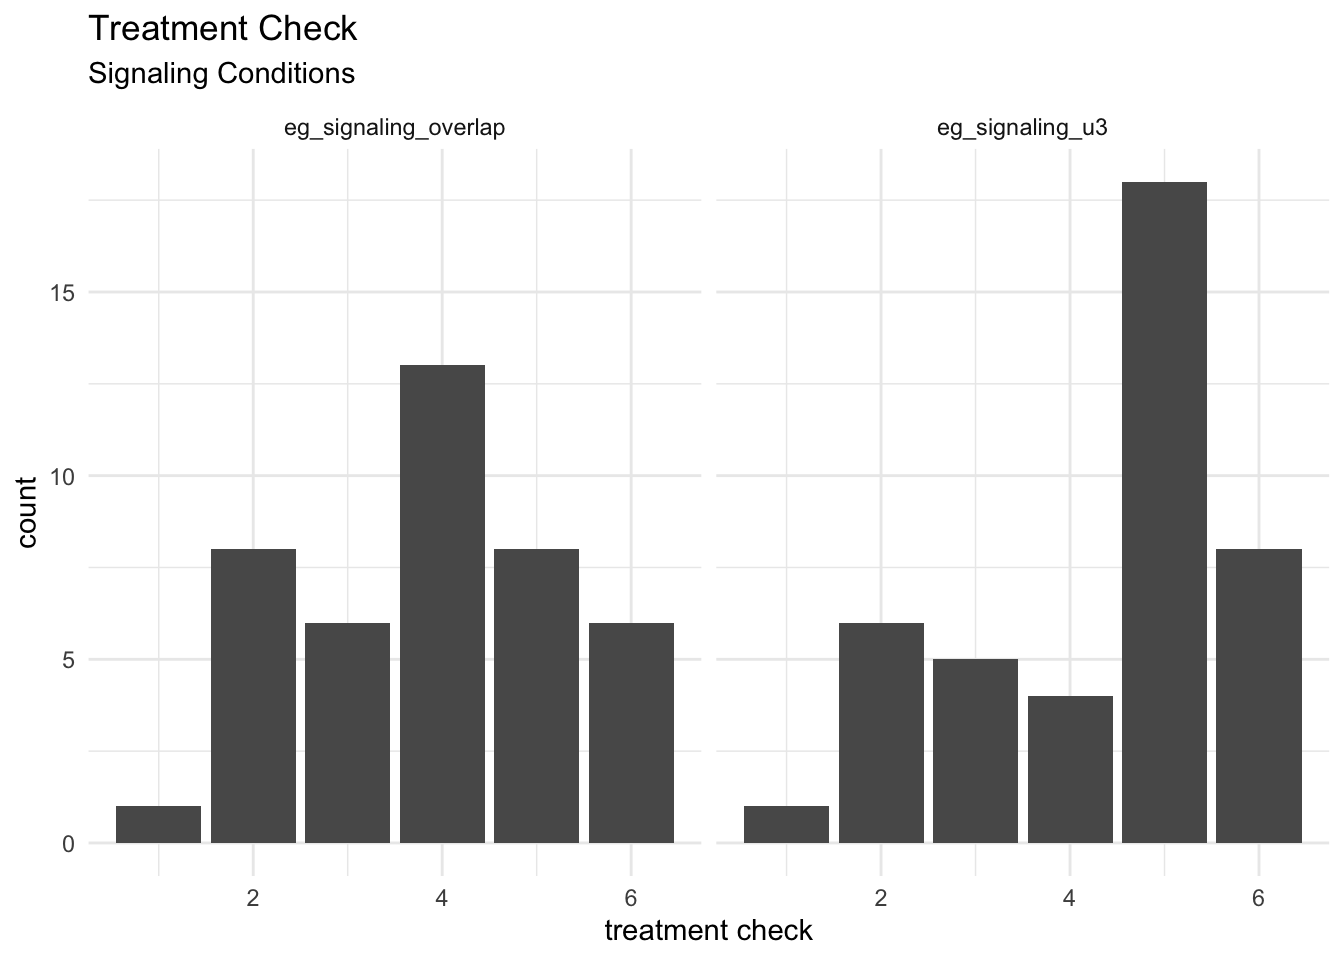 Treatment Check
Signaling Conditions
eg_signaling_overlap
eg_signaling_u3
15
10
5
0
count
2 4 6
2 4 6
treatment check